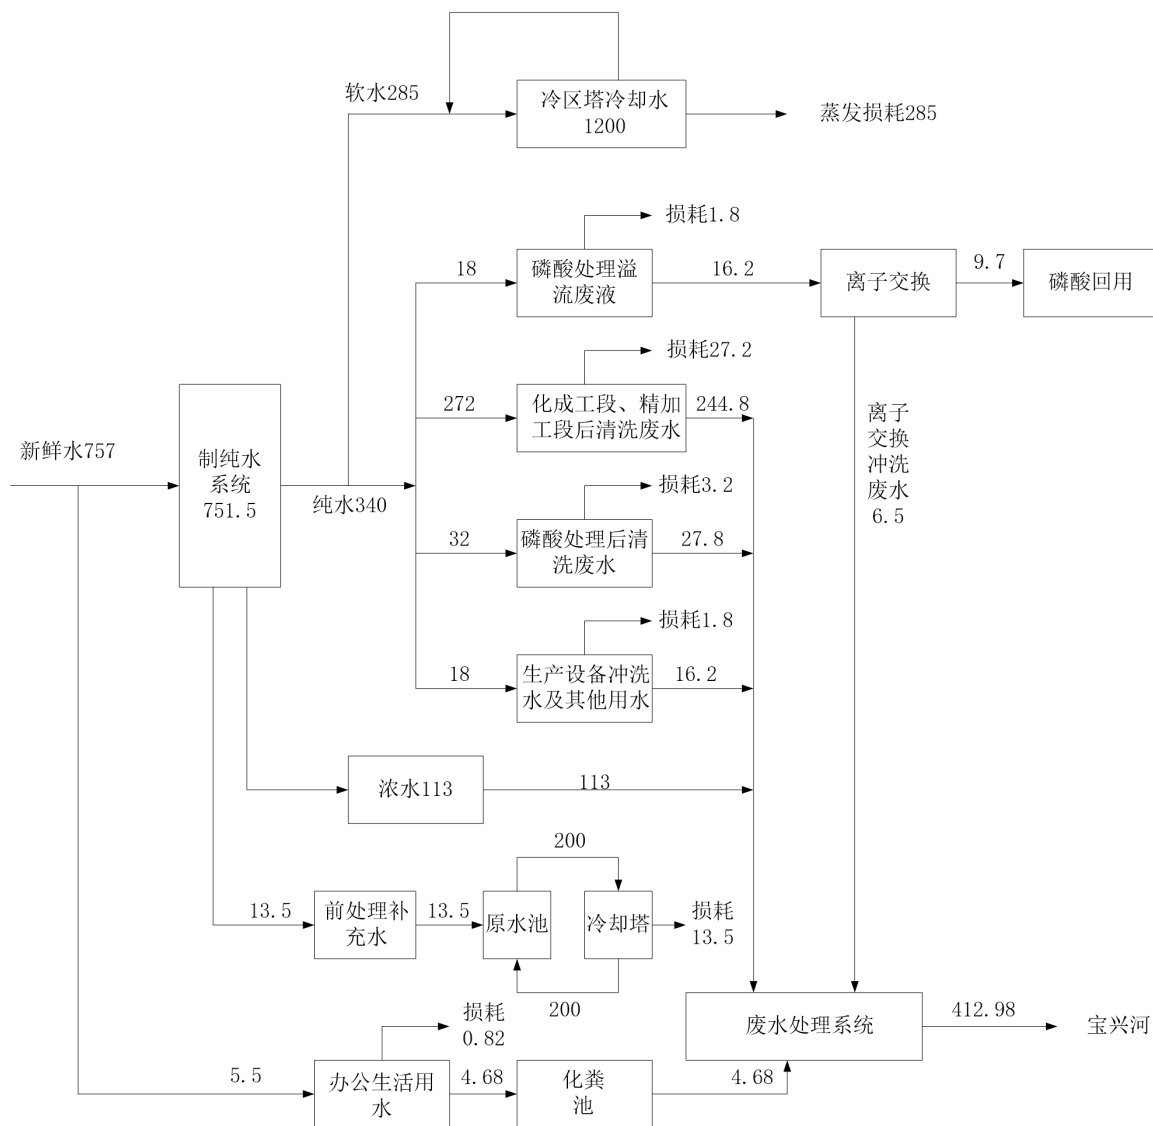 软水285
冷区塔冷却水
1200
蒸发损耗285
损耗1.8
18
磷酸处理溢
流废液
16.2
离子交换
9.7
磷酸回用
损耗27.2
272
化成工段、精加
工段后清洗废水
244.8
离子
交换
冲洗
废水
6.5
新鲜水757
制纯水
系统
751.5
纯水340
损耗3.2
32
磷酸处理后清
洗废水
27.8
损耗1.8
18
生产设备冲洗
水及其他用水
16.2
浓水113
113
200
13.5
前处理补
充水
13.5
原水池
冷却塔
损耗
13.5
200
损耗
0.82
废水处理系统
412.98
宝兴河
5.5
办公生活用
水
4.68
化粪
池
4.68